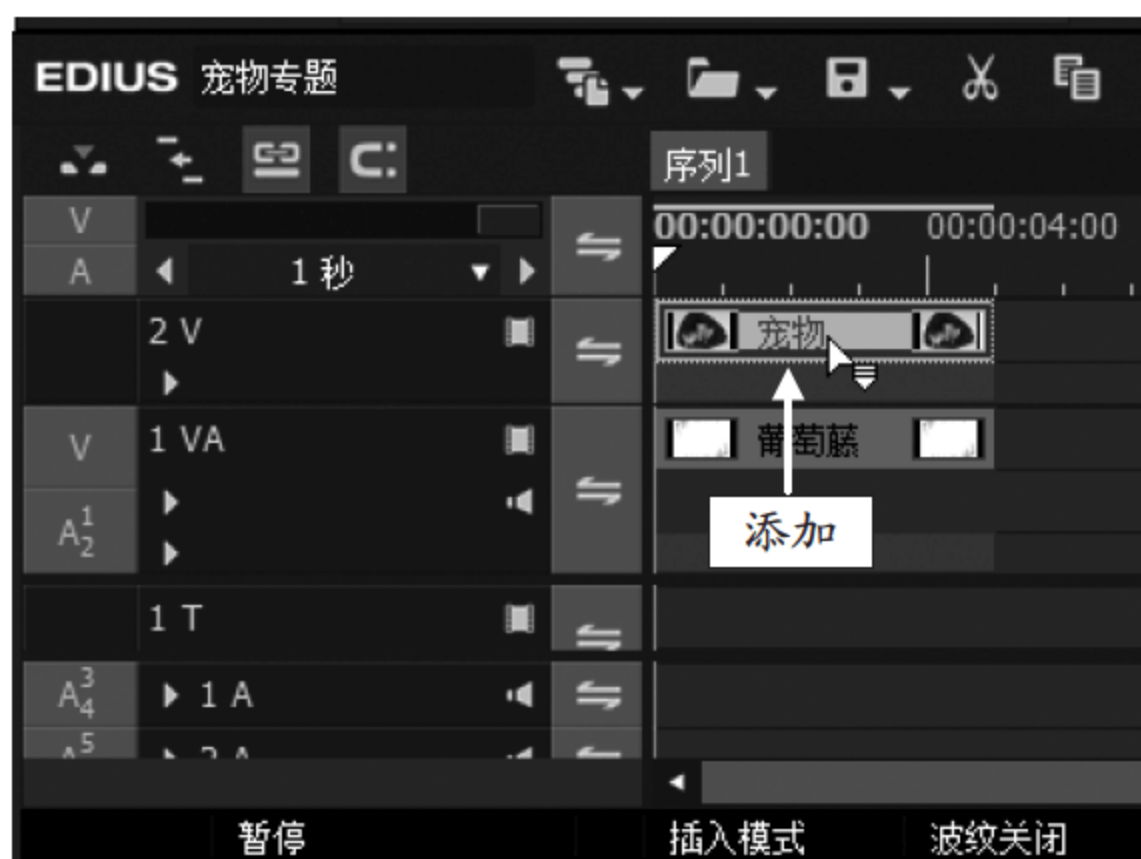 EDIUS 宠物专题
序列1
V
00:00:00:00 00:00:04:00
A 1秒
2 V 宠物
V 1 VA 葡萄藤
添加
A1 2
1 T
A3 4 1 A
A5 2 A
暂停 插入模式 波纹关闭